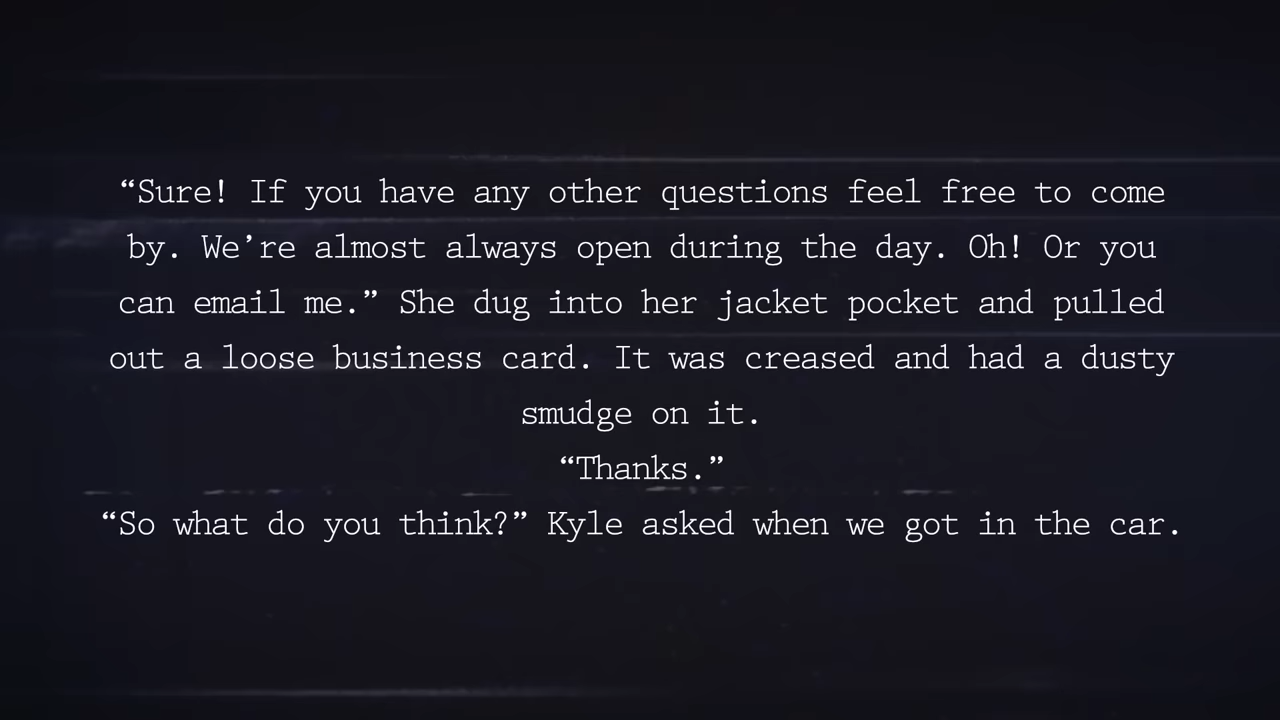 “Sure! If you have any other questions feel free to come
by. We’re almost always open during the day. Oh! Or you
can email me.” She dug into her jacket pocket and pulled
out a loose business card. It was creased and had a dusty
smudge on it.
“Thanks.”
“So what do you think?” Kyle asked when we got in the car.